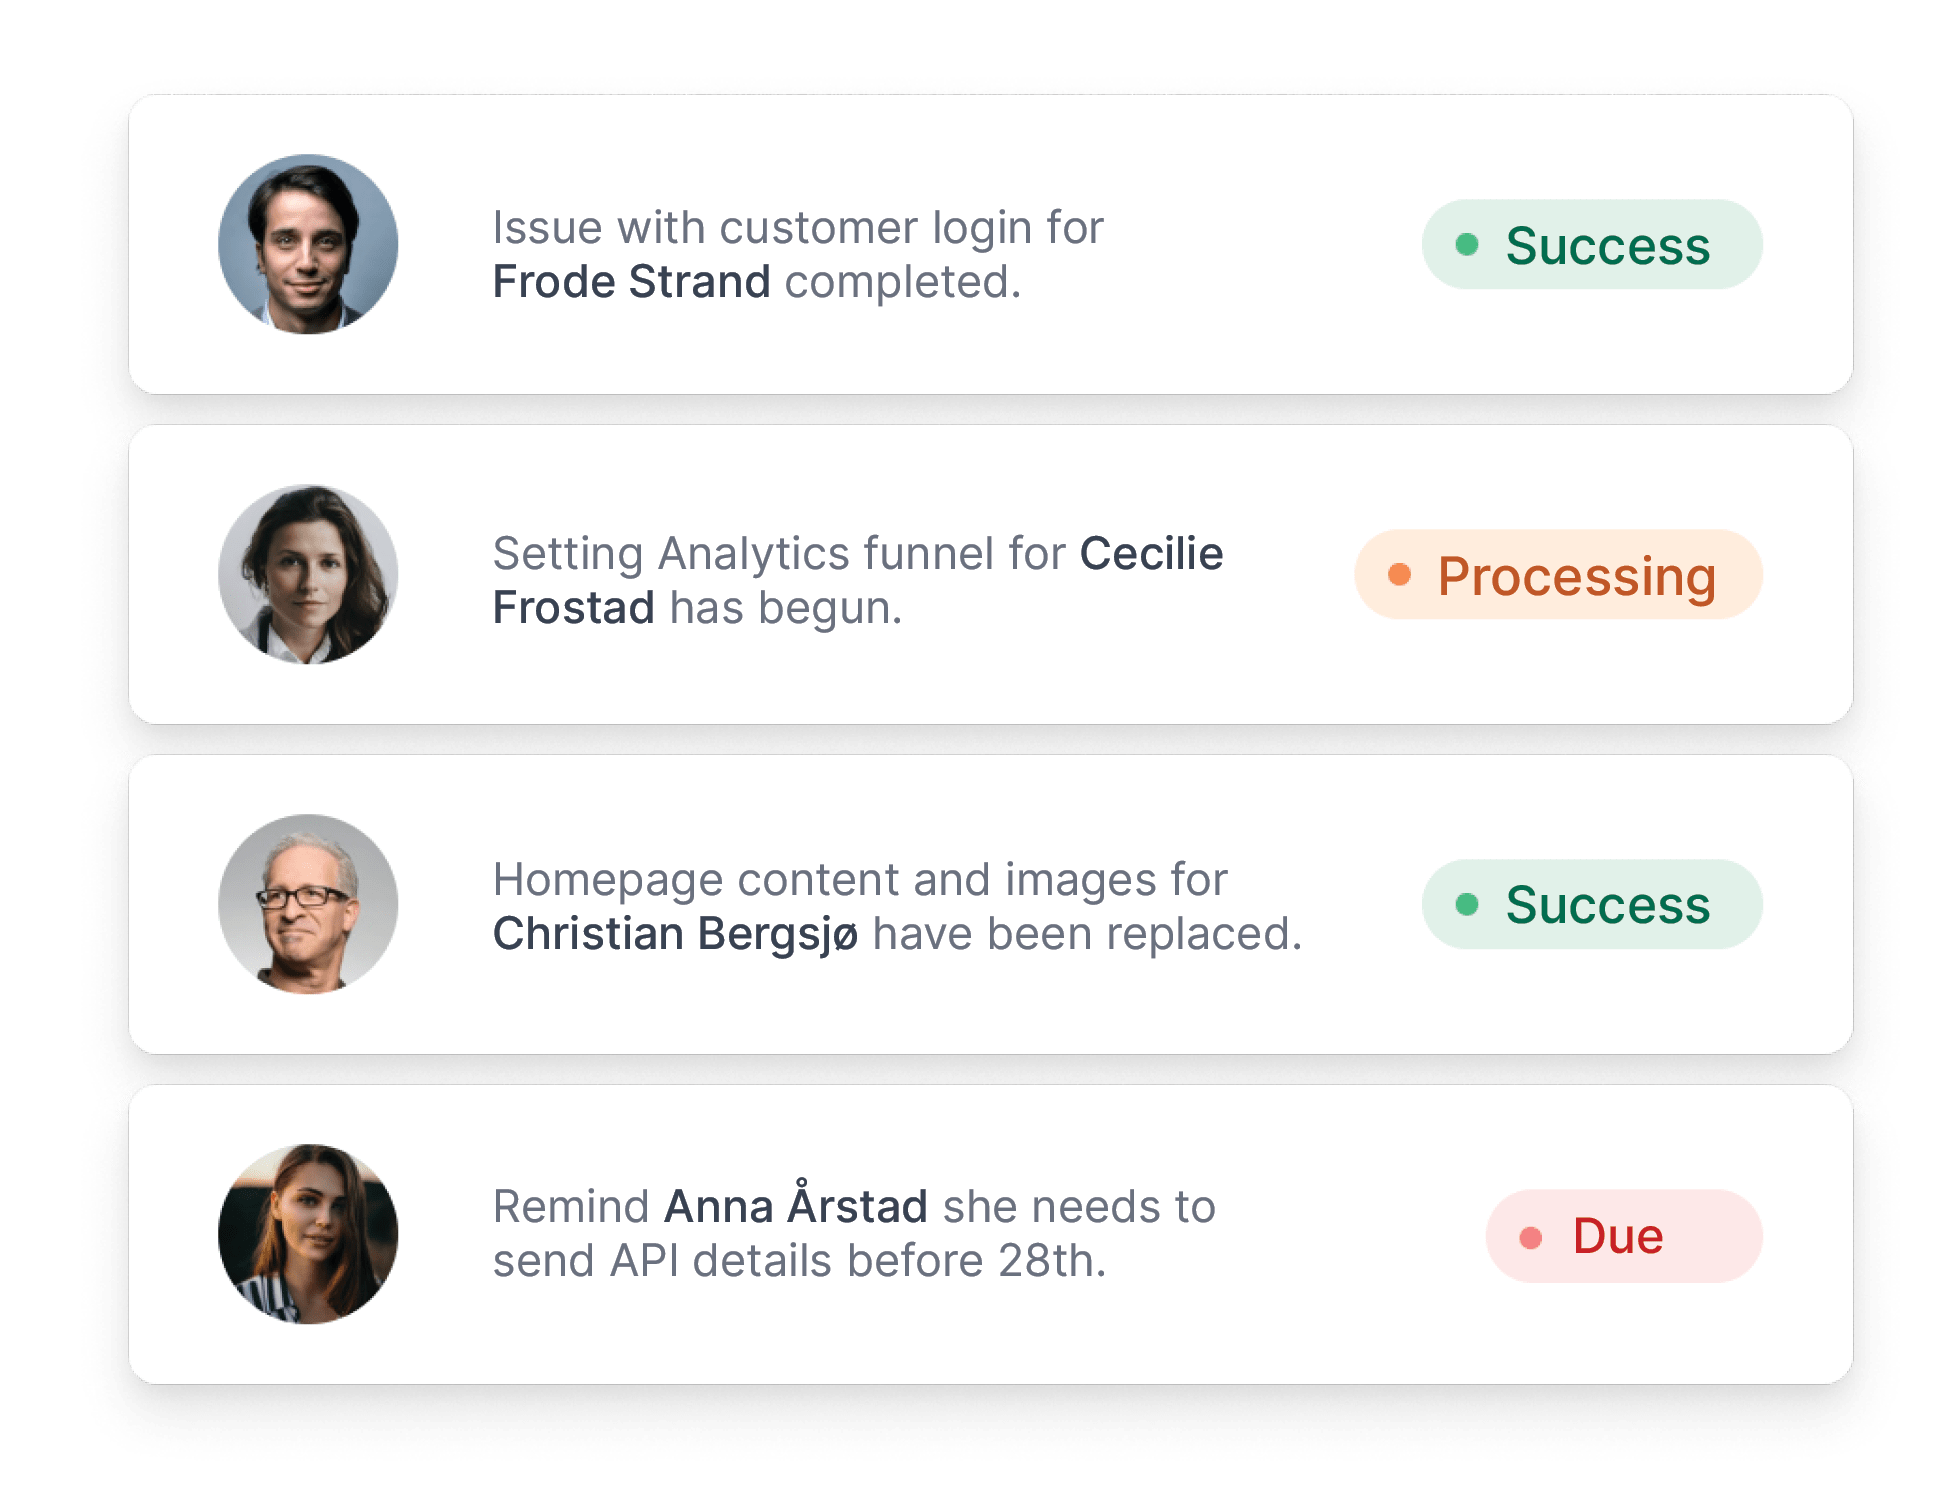 Issue with customer login for
Frode Strand completed.
Success
Setting Analytics funnel for Cecilie
Frostad has begun.
Processing
Homepage content and images for
Christian Bergsjø have been replaced.
Success
Remind Anna Årstad she needs to
send API details before 28th.
Due